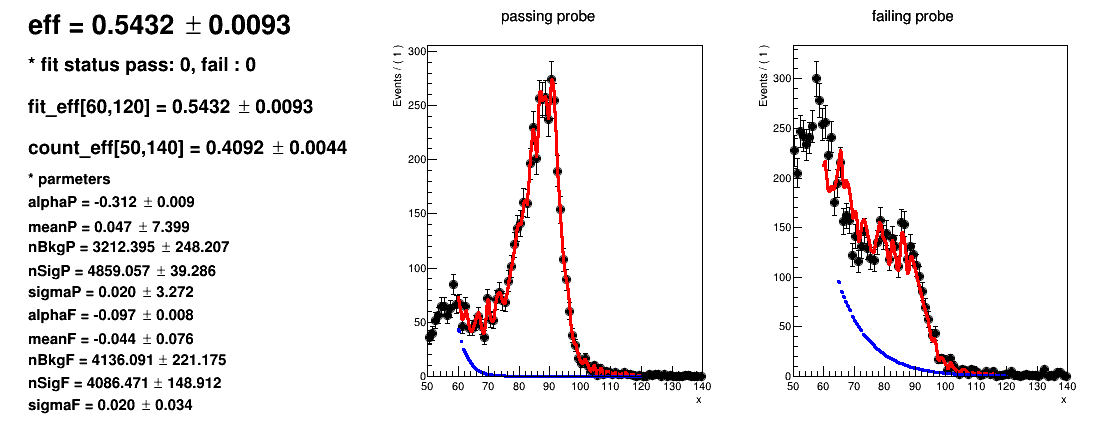 eff = 0.5432 ± 0.0093
* fit status pass: 0, fail : 0
fit_eff[60,120] = 0.5432 ± 0.0093
count_eff[50,140] = 0.4092 ± 0.0044
* parmeters
alphaP = -0.312 ± 0.009
meanP = 0.047 ± 7.399
nBkgP = 3212.395 ± 248.207
nSigP = 4859.057 ± 39.286
sigmaP = 0.020 ± 3.272
alphaF = -0.097 ± 0.008
meanF = -0.044 ± 0.076
nBkgF = 4136.091 ± 221.175
nSigF = 4086.471 ± 148.912
sigmaF = 0.020 ± 0.034
passing probe
Events / ( 1 )
300
250
200
150
100
50
0
50 60 70 80 90 100 110 120 130 140
x
failing probe
Events / ( 1 )
300
250
200
150
100
50
0
50 60 70 80 90 100 110 120 130 140
x